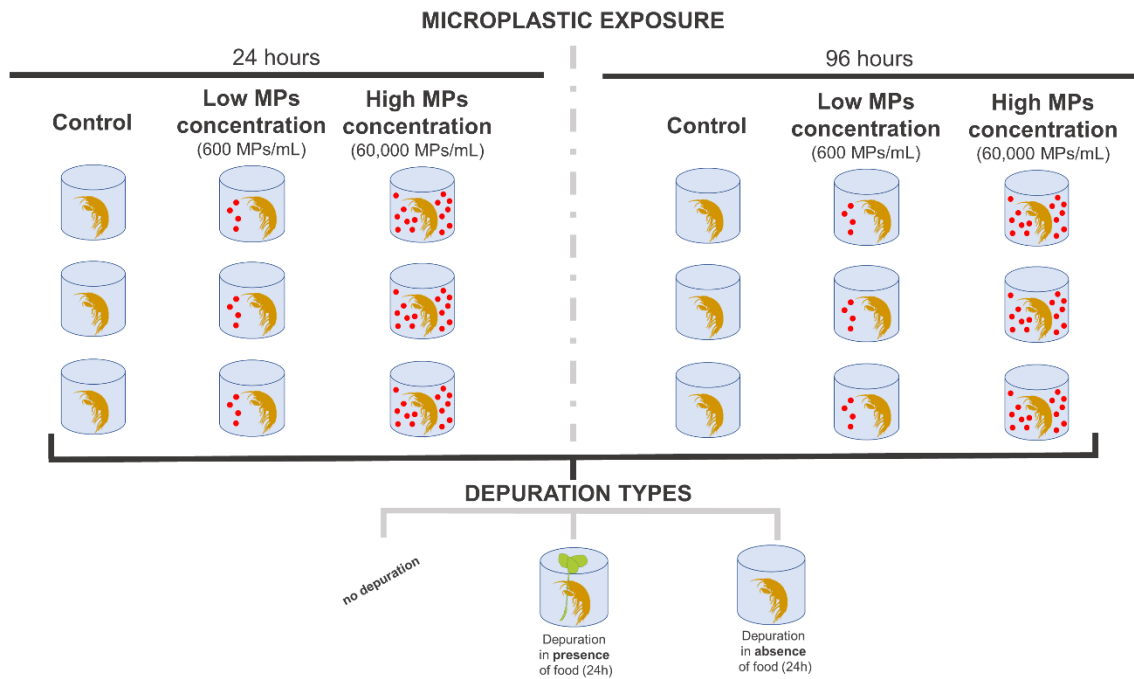 MICROPLASTIC EXPOSURE
24 hours
Control
Low MPs
concentration
(600 MPs/mL)
High MPs
concentration
(60,000 MPs/mL)
96 hours
Control
Low MPs
concentration
(600 MPs/mL)
High MPs
concentration
(60,000 MPs/mL)
DEPURATION TYPES
no depuration
Depuration
in presence
of food (24h)
Depuration
in absence
of food (24h)